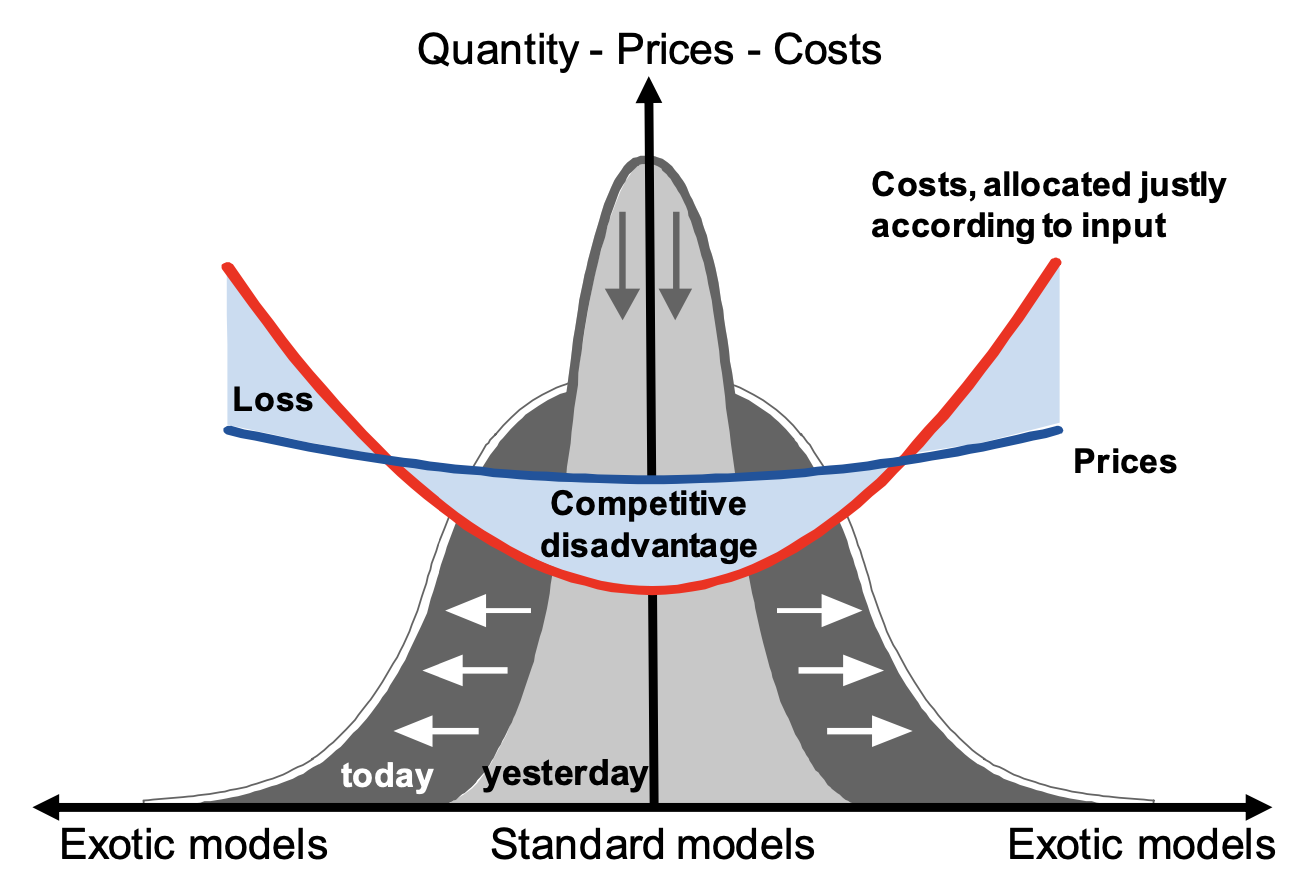 Quantity - Prices - Costs
Costs, allocated justly
according to input
Loss
Prices
Competitive
disadvantage
today
yesterday
Exotic models
Standard models
Exotic models